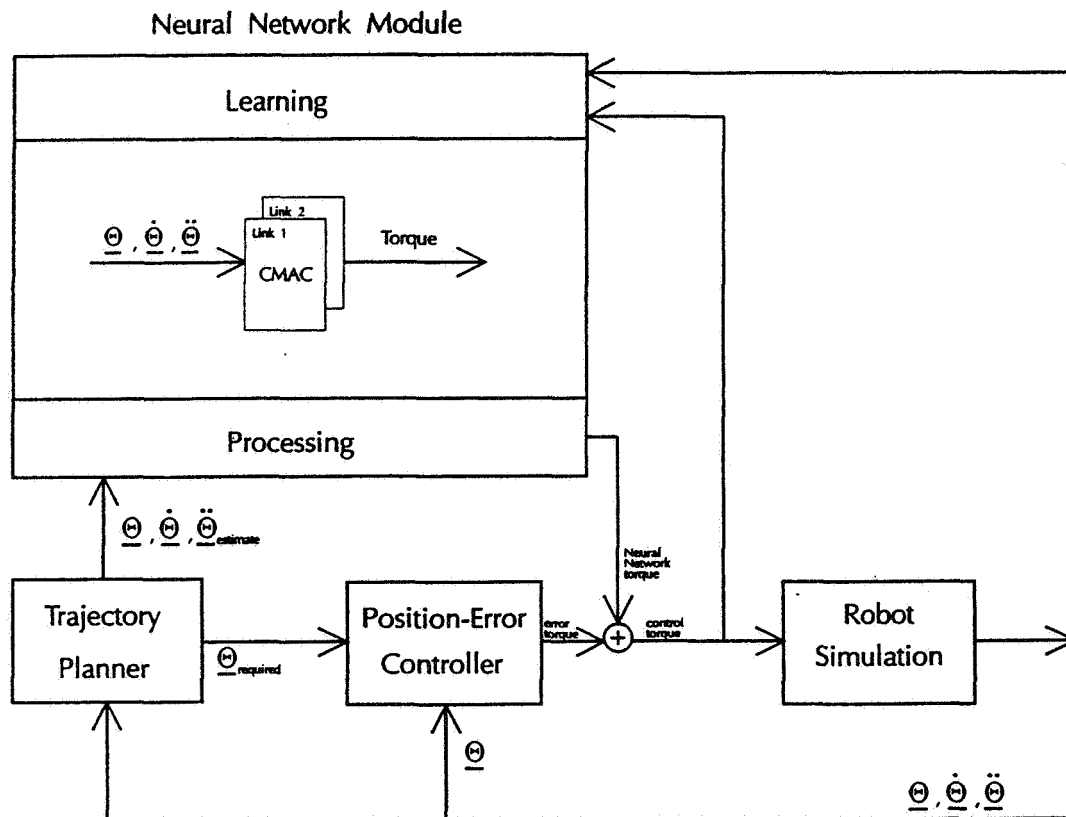 Neural Network Module
Learning
Link 2
Link 1
CMAC
Θ , Θ̇ , Θ̈
Torque
Processing
Θ , Θ̇ , Θ̈ estimate
Neural
Network
torque
Trajectory
Planner
Θ required
Position-Error
Controller
error
torque
+
control
torque
Robot
Simulation
Θ
Θ , Θ̇ , Θ̈